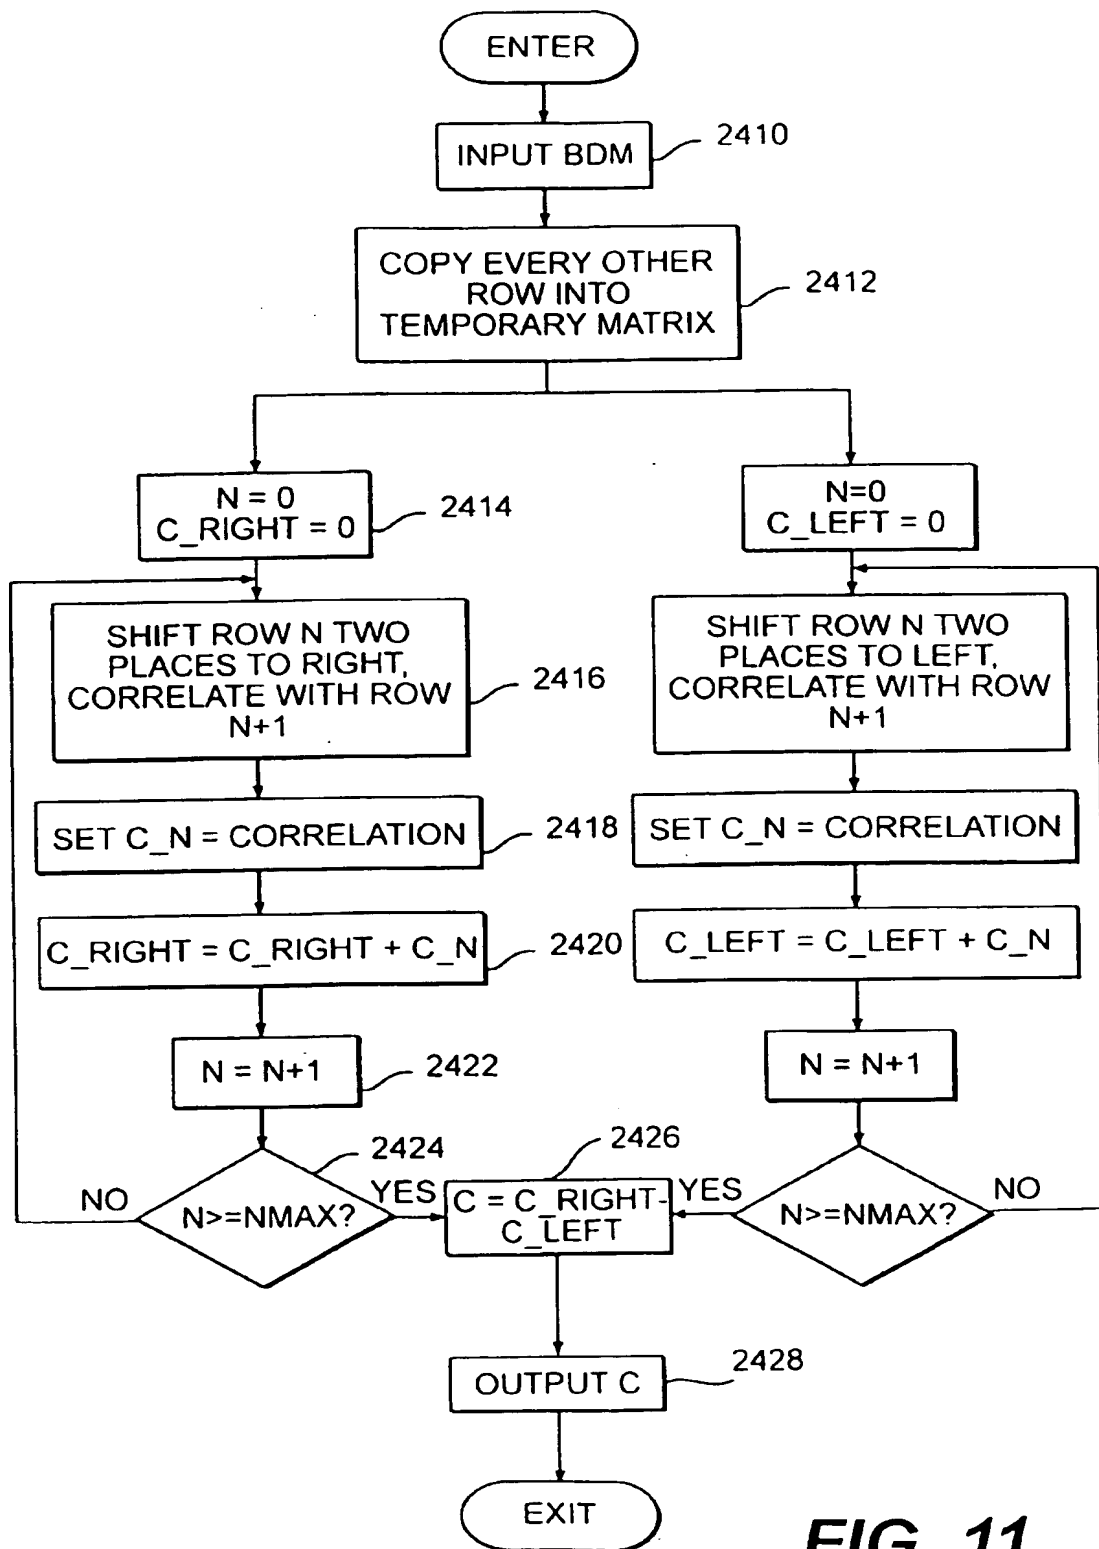 ENTER
INPUT BDM
2410
COPY EVERY OTHER
ROW INTO
TEMPORARY MATRIX
2412
N = 0
C_RIGHT = 0
2414
N=0
C_LEFT = 0
SHIFT ROW N TWO
PLACES TO RIGHT,
CORRELATE WITH ROW
N+1
2416
SHIFT ROW N TWO
PLACES TO LEFT,
CORRELATE WITH ROW
N+1
SET C_N = CORRELATION
2418
SET C_N = CORRELATION
C_RIGHT = C_RIGHT + C_N
2420
C_LEFT = C_LEFT + C_N
N = N+1
2422
N = N+1
N>=NMAX?
2424
NO
YES
C = C_RIGHT-
C_LEFT
2426
YES
N>=NMAX?
NO
OUTPUT C
2428
EXIT
FIG. 11